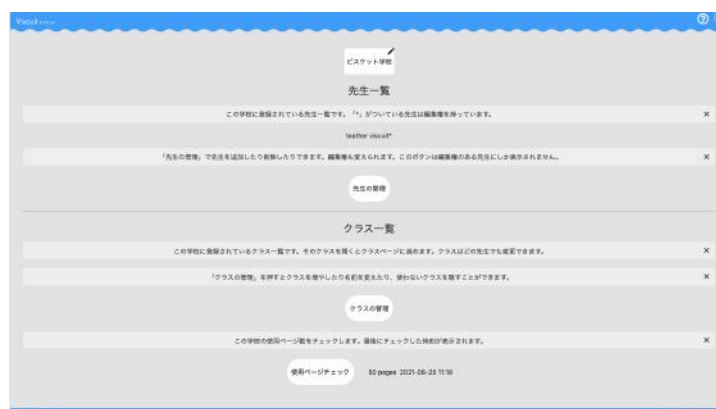 Viscuit
ビスケット学校
先生一覧
この学校に登録されている先生一覧です。「*」がついている先生は編集権を持っています。
teather viscuit*
「先生の管理」で先生を追加したり削除したりできます。編集権も変えられます。このボタンは編集権のある先生にしか表示されません。
先生の管理
クラス一覧
この学校に登録されているクラス一覧です。そのクラスを開くとクラスページに進めます。クラスはどの先生でも変更できます。
「クラスの管理」を押すとクラスを増やしたり名前を変えたり、使わないクラスを隠すことができます。
クラスの管理
この学校の使用ページ数をチェックします。最後にチェックした時刻が表示されます。
使用ページチェック 50 pages 2021-08-25 11:18